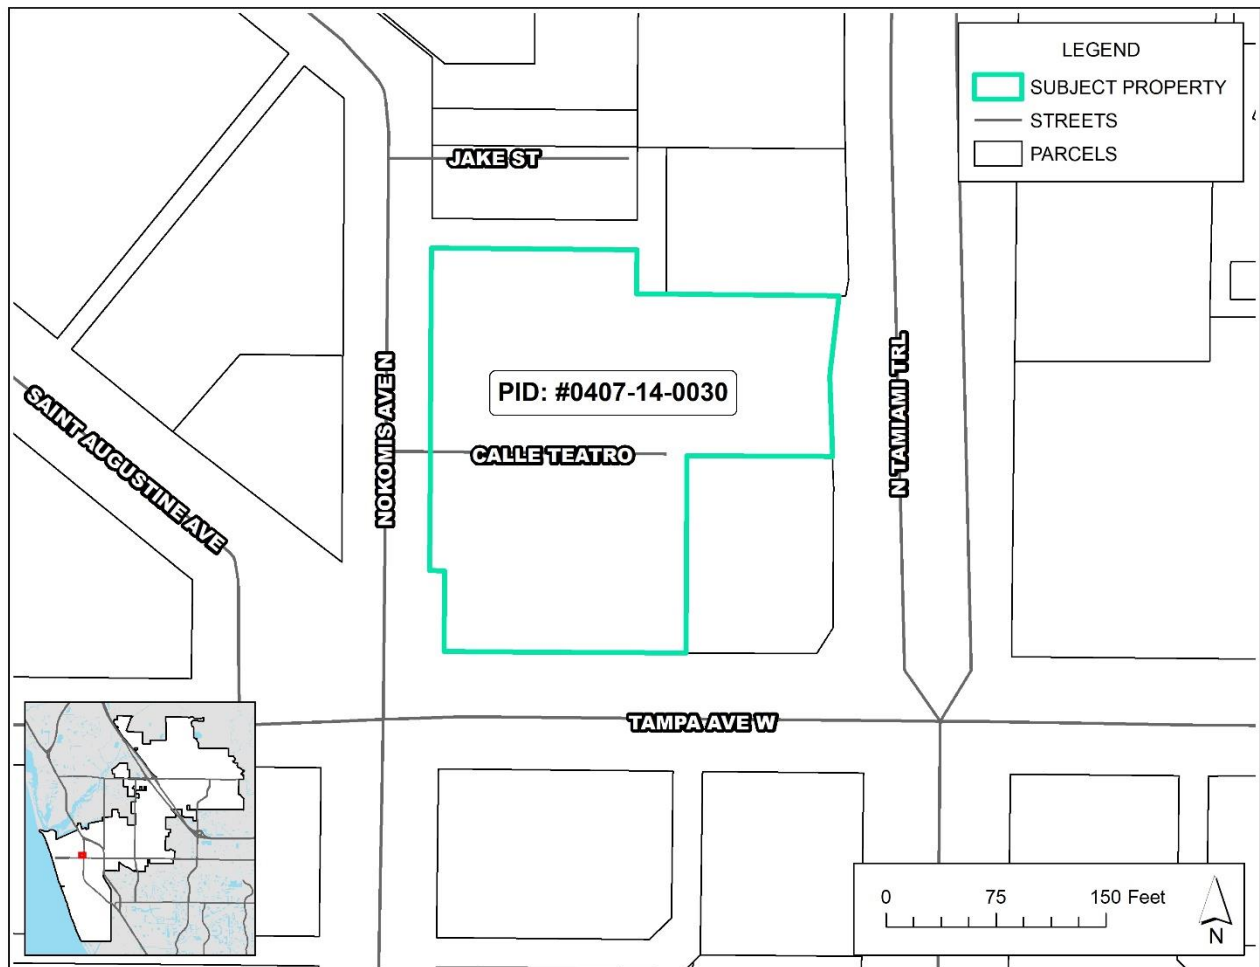 LEGEND
SUBJECT PROPERTY
STREETS
PARCELS
JAKE ST
NOKOMIS AVE N
N TAMIAMI TRL
PID: #0407-14-0030
SAINT AUGUSTINE AVE
CALLE TEATRO
TAMPA AVE W
0 75 150 Feet
N